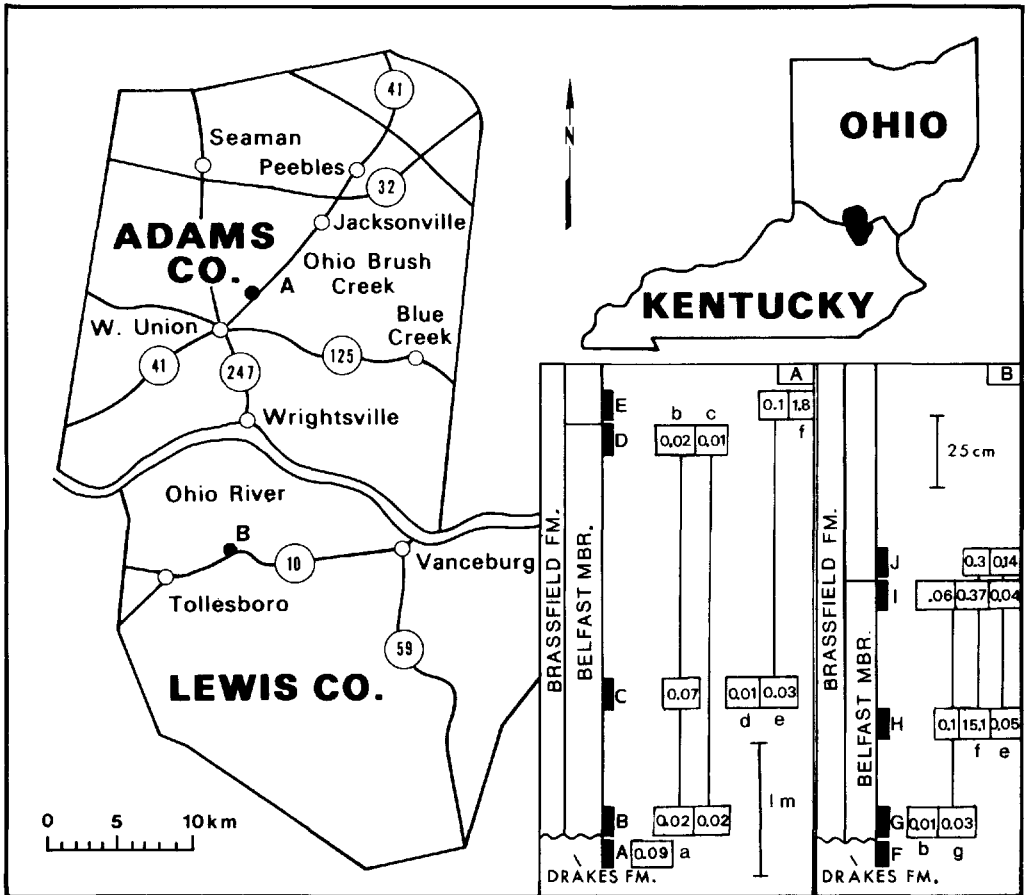 41
Seaman
Peebles
32
ADAMS
CO.
Jacksonville
Ohio Brush
Creek
A
W. Union
Blue
Creek
41
247
125
Wrightsville
Ohio River
B
10
Vanceburg
Tollesboro
59
LEWIS CO.
0 5 10 km
N
OHIO
KENTUCKY
A
BRASSFIELD FM.
BELFAST MBR.
E
0.1 1.8
f
b c
D
0.02 0.01
C
0.07 0.01 0.03
d e
1 m
B
0.02 0.02
A 0.09 a
DRAKES FM.
B
25 cm
BRASSFIELD FM.
BELFAST MBR.
J
0.3 0.14
I
.06 0.37 0.04
H
0.1 15.1 0.05
f e
G 0.01 0.03
b g
F
DRAKES FM.